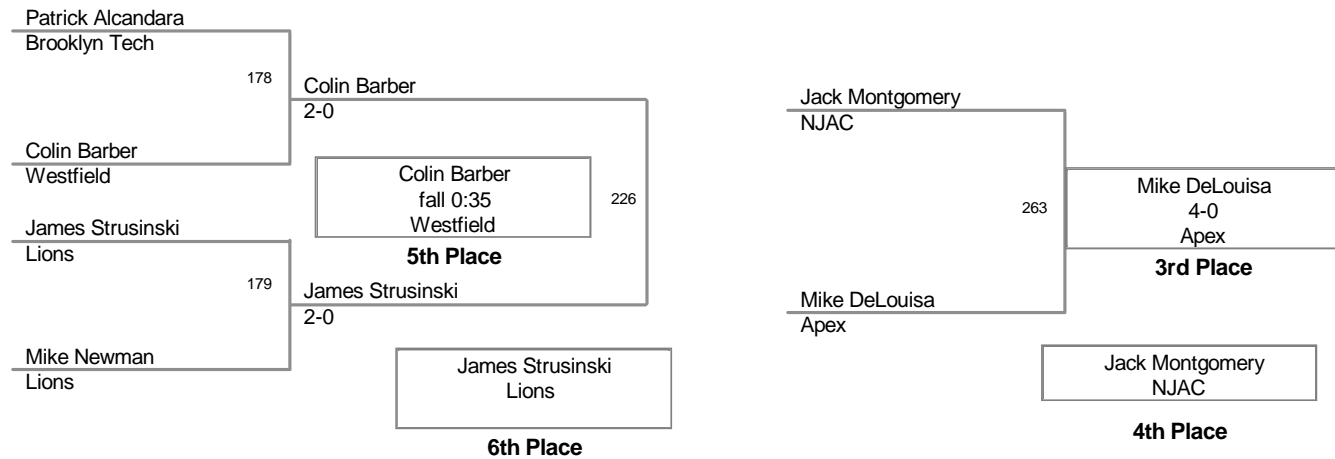 Patrick Alcandara
Brooklyn Tech
178
Colin Barber
2-0
Colin Barber
Westfield
Colin Barber
fall 0:35
Westfield
5th Place
226
James Strusinski
Lions
179
James Strusinski
2-0
Mike Newman
Lions
James Strusinski
Lions
6th Place
Jack Montgomery
NJAC
263
Mike DeLouisa
4-0
Apex
3rd Place
Mike DeLouisa
Apex
Jack Montgomery
NJAC
4th Place